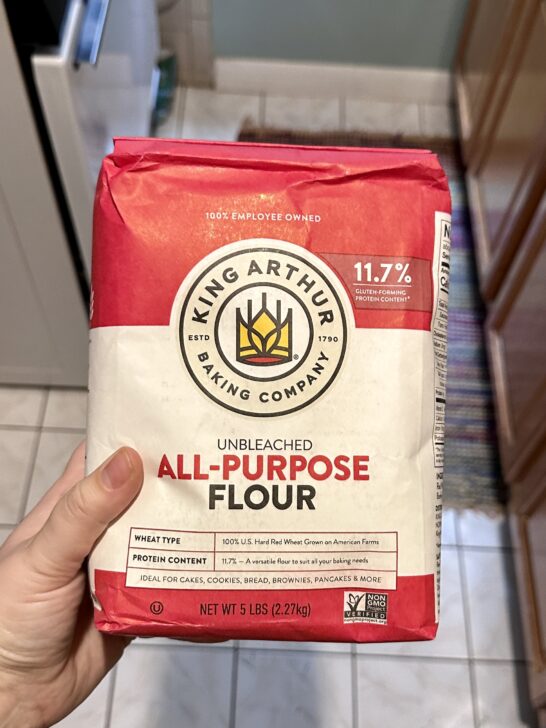 100% EMPLOYEE OWNED
11.7%
GLUTEN-FORMING
PROTEIN CONTENT*
KING ARTHUR
ESTD 1790
BAKING COMPANY
®
UNBLEACHED
ALL-PURPOSE
FLOUR
WHEAT TYPE 100% U.S. Hard Red Wheat Grown on American Farms
PROTEIN CONTENT 11.7% — A versatile flour to suit all your baking needs
IDEAL FOR CAKES, COOKIES, BREAD, BROWNIES, PANCAKES & MORE
U
NET WT 5 LBS (2.27kg)
NON
GMO
Project
VERIFIED
nongmoproject.org